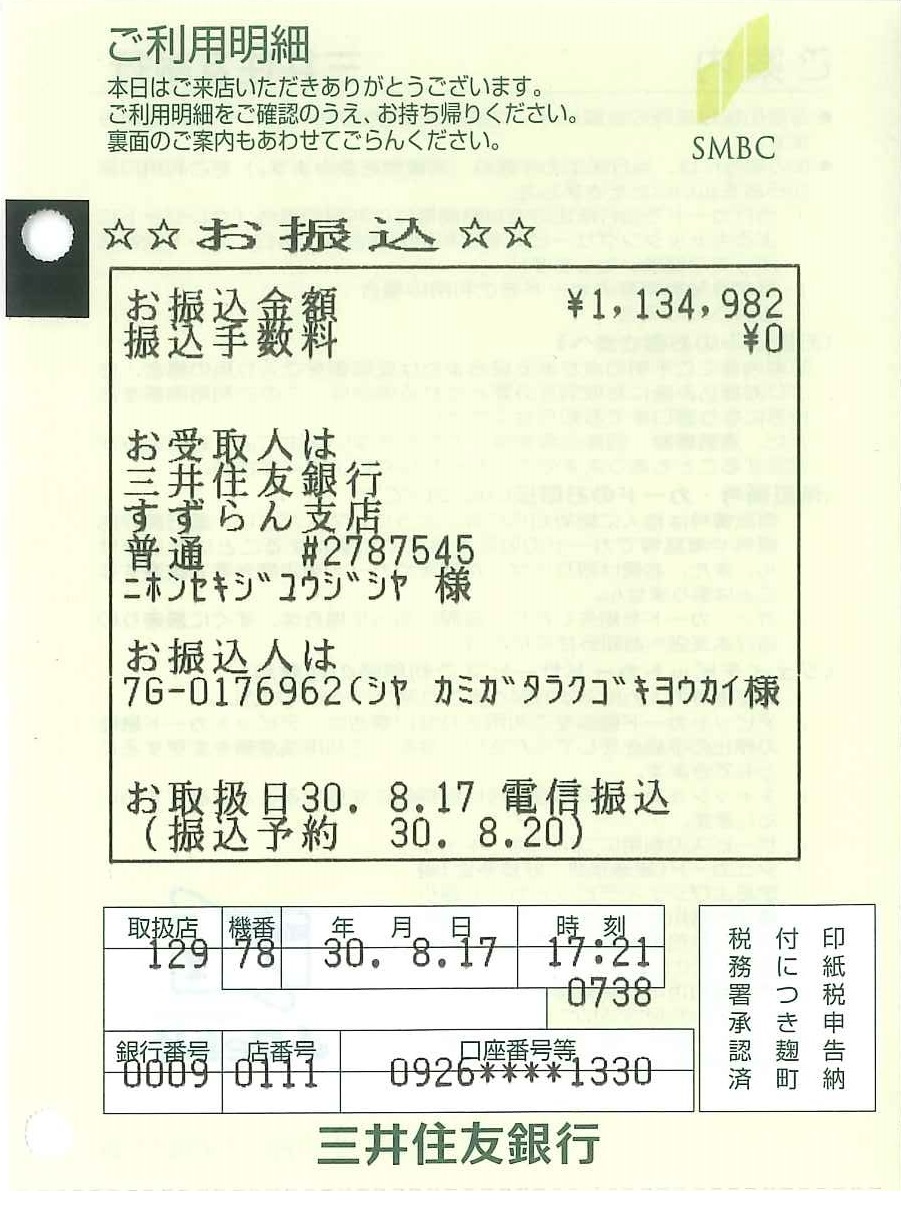 ご利用明細
本日はご来店いただきありがとうございます。
ご利用明細をご確認のうえ、お持ち帰りください。
裏面のご案内もあわせてごらんください。
SMBC
☆☆お振込☆☆
お振込金額 ¥1,134,982
振込手数料 ¥0
お受取人は
三井住友銀行
すずらん支店
普通 #2787545
ニホンセキジユウジシヤ 様
お振込人は
7G-0176962(シヤ カミガタラクゴキヨウカイ様
お取扱日30. 8.17 電信振込
(振込予約 30. 8.20)
取扱店 機番 年 月 日 時 刻
129 78 30. 8.17 17:21
0738
銀行番号 店番号 口座番号等
0009 0111 0926****1330
印紙税申告納
付につき麹町
税務署承認済
三井住友銀行